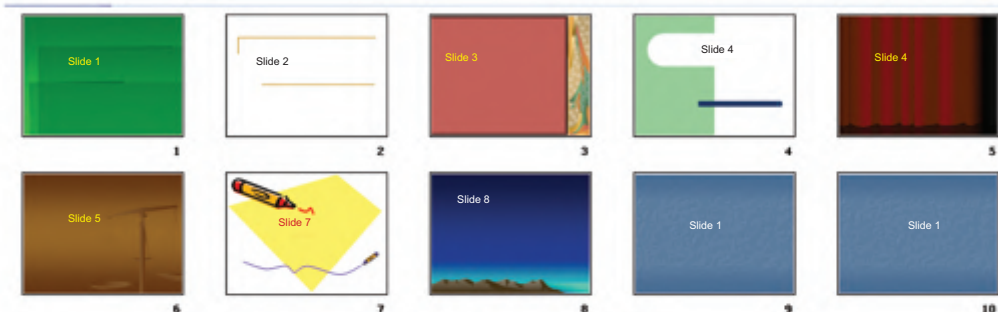 Slide 1
Slide 2
Slide 3
Slide 4
Slide 4
1
2
3
4
5
Slide 5
Slide 7
Slide 8
Slide 1
Slide 1
6
7
8
9
10